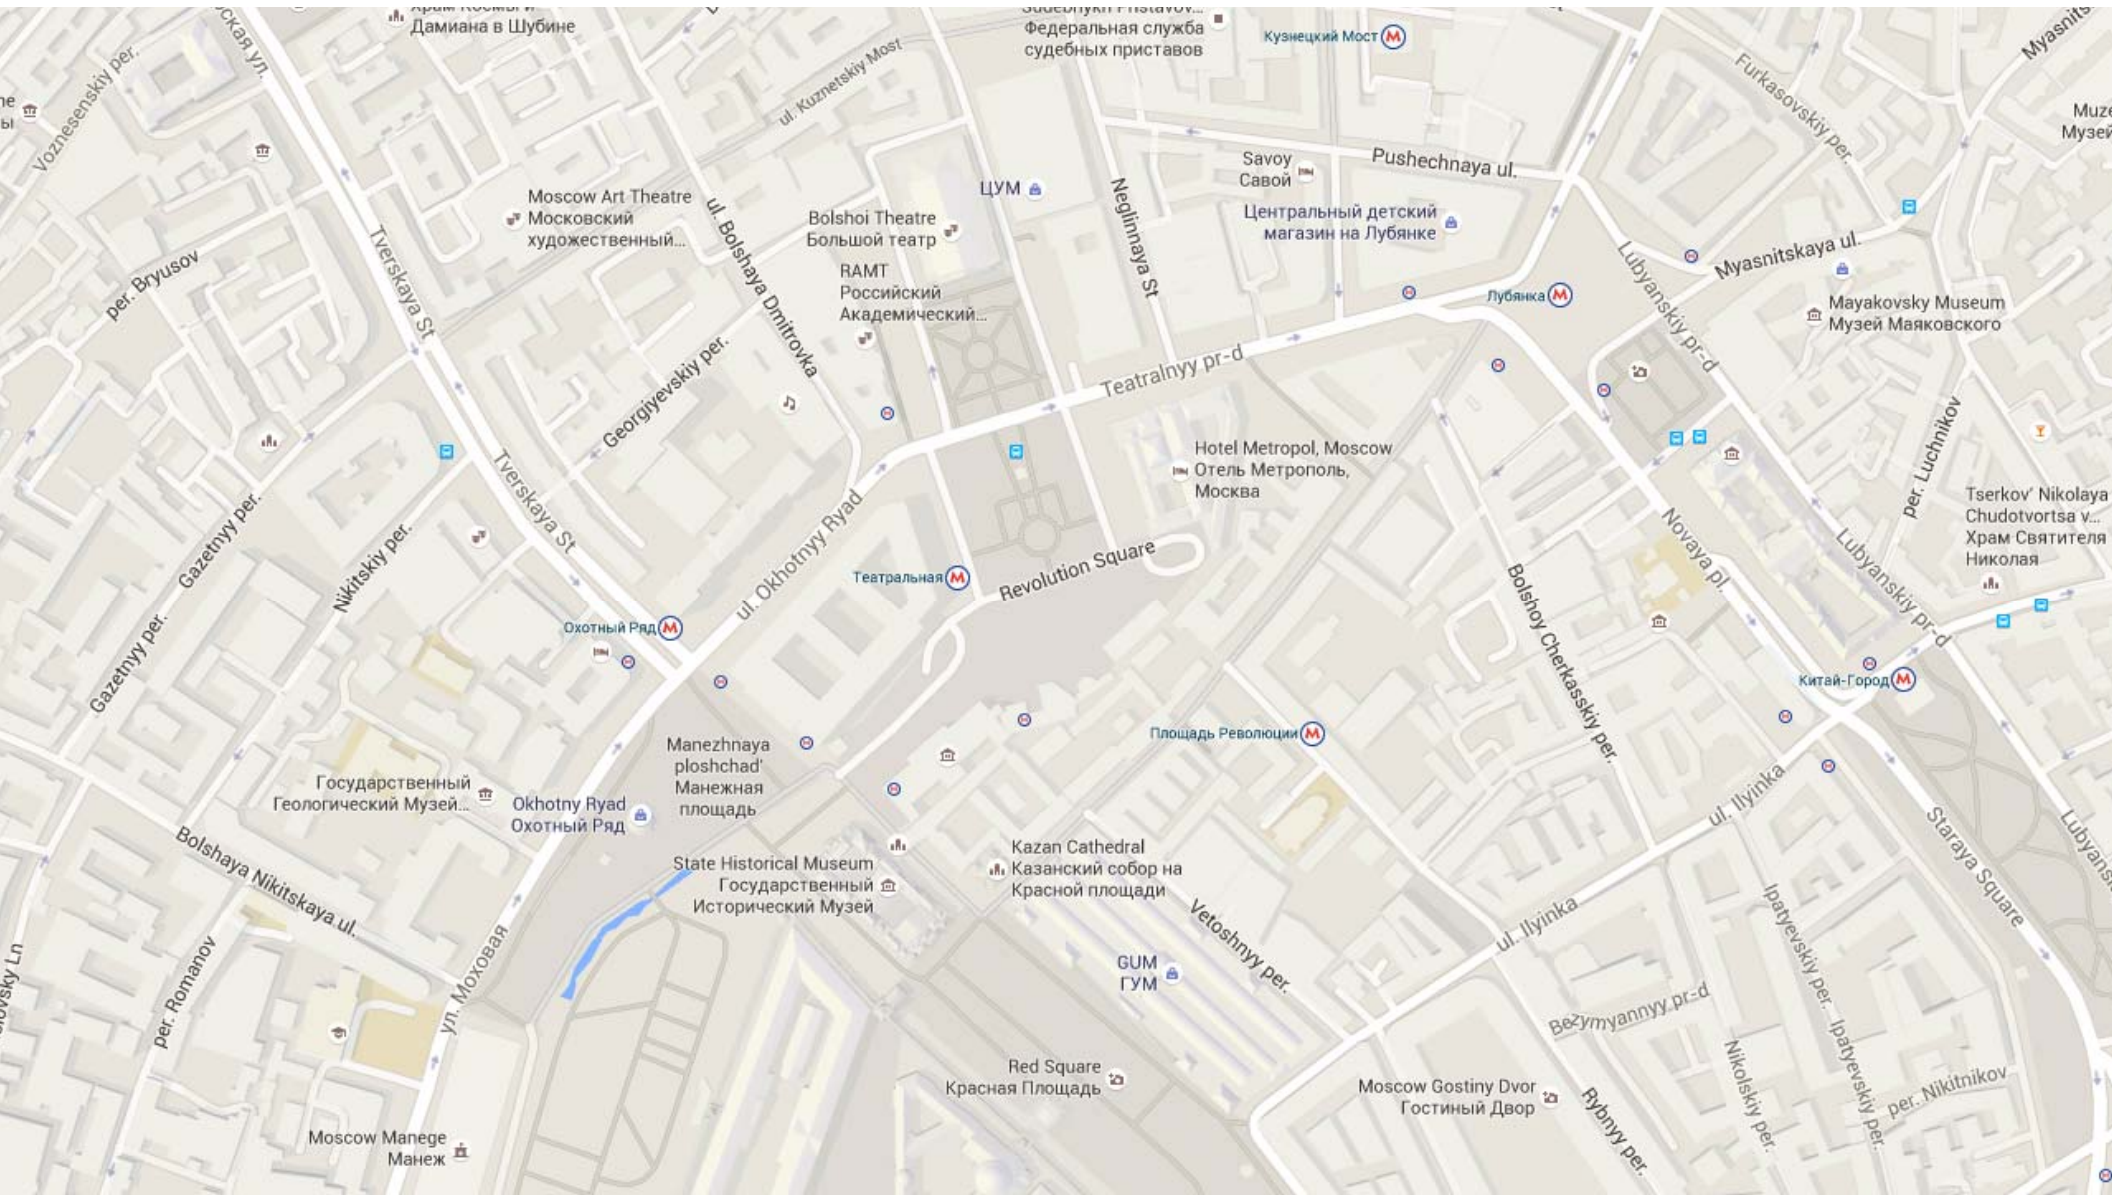 Дамиана в Шубине
Федеральная служба
судебных приставов
Кузнецкий Мост
Myasnits
ская ул.
Voznesenskiy per.
ul. Kuznetskiy Most
Furkasovskiy per.
Muze
Музей
Pushechnaya ul.
Savoy
Савой
Moscow Art Theatre
Московский
художественный...
ul. Bolshaya Dmitrovka
Bolshoi Theatre
Большой театр
ЦУМ
Neglinnaya St
Центральный детский
магазин на Лубянке
Lubyanskiy pr-d
Myasnitskaya ul.
per. Bryusov
Tverskaya St
RAMT
Российский
Академический...
Лубянка
Mayakovsky Museum
Музей Маяковского
Georgiyevskiy per.
Teatralnyy pr-d
per. Luchnikov
Hotel Metropol, Moscow
Отель Метрополь,
Москва
Tverskaya St
Gazetnyy per.
Nikitskiy per.
ul. Okhotnyy Ryad
Театральная
Revolution Square
Bolshoy Cherkasskiy per.
Novaya pl.
Lubyanskiy pr-d
Tserkov' Nikolaya
Chudotvortsa v...
Храм Святителя
Николая
Gazetnyy per.
Охотный Ряд
Китай-Город
Площадь Революции
Manezhnaya
ploshchad'
Манежная
площадь
Государственный
Геологический Музей...
Okhotny Ryad
Охотный Ряд
ul. Ilyinka
Staraya Square
Lubyans
Bolshaya Nikitskaya ul.
State Historical Museum
Государственный
Исторический Музей
Kazan Cathedral
Казанский собор на
Красной площади
Vetoshnyy per.
ul. Ilyinka
Ipatyevskiy per.
per. Romanov
ул. Моховая
GUM
ГУМ
Bezymyannyy pr-d
Ipatyevskiy per.
Nikolskiy per.
Red Square
Красная Площадь
Moscow Gostiny Dvor
Гостиный Двор
Rybnyy per.
per. Nikitnikov
Moscow Manege
Манеж